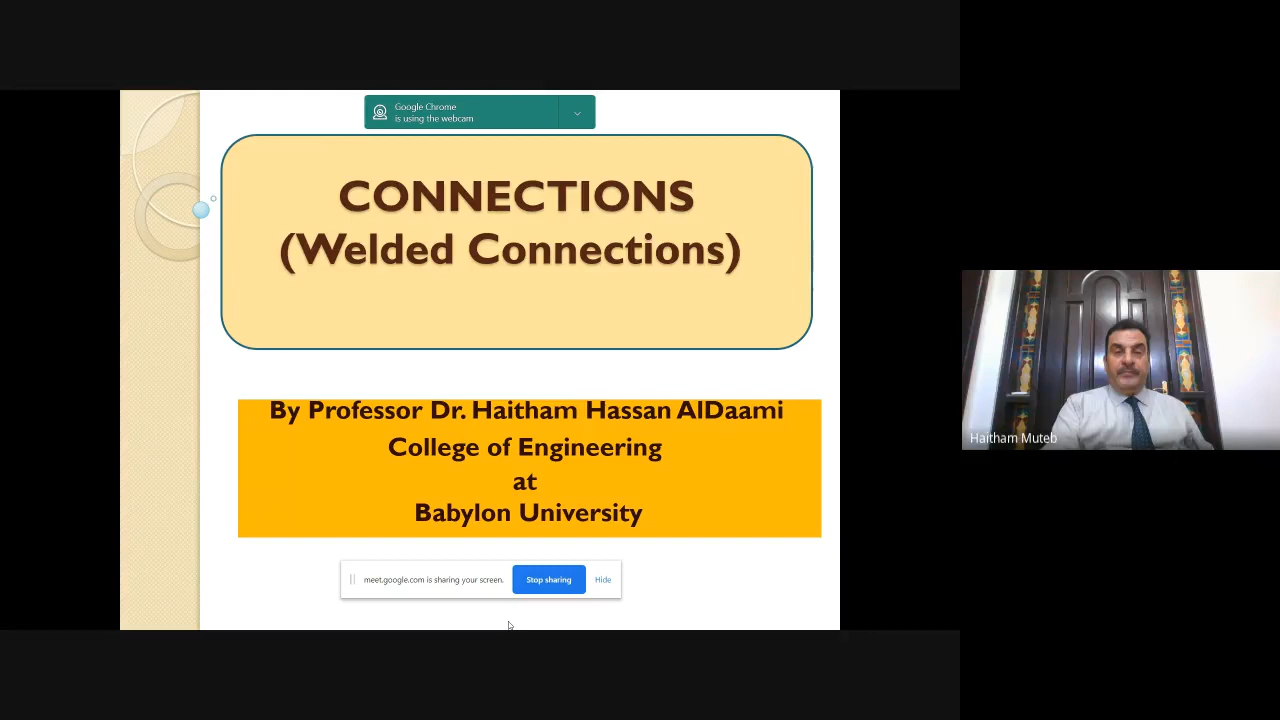 Google Chrome
is using the webcam
CONNECTIONS
(Welded Connections)
By Professor Dr. Haitham Hassan AlDaami
College of Engineering
at
Babylon University
meet.google.com is sharing your screen.
Stop sharing
Hide
Haitham Muteb